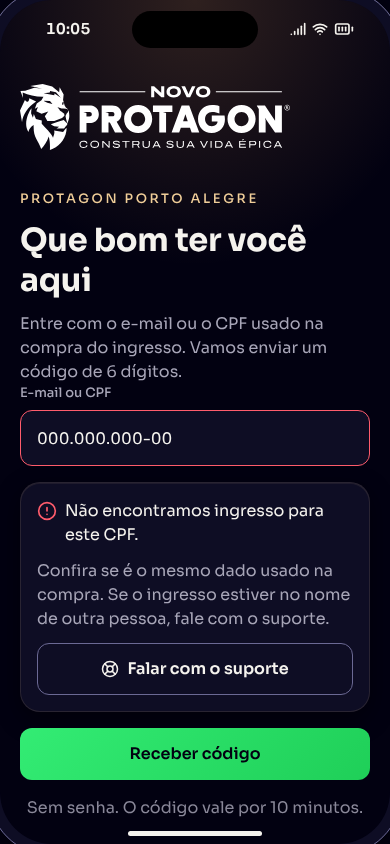 10:05
NOVO
PROTAGON®
CONSTRUA SUA VIDA ÉPICA
PROTAGON PORTO ALEGRE
Que bom ter você
aqui
Entre com o e-mail ou o CPF usado na
compra do ingresso. Vamos enviar um
código de 6 dígitos.
E-mail ou CPF
000.000.000-00
Não encontramos ingresso para
este CPF.
Confira se é o mesmo dado usado na
compra. Se o ingresso estiver no nome
de outra pessoa, fale com o suporte.
Falar com o suporte
Receber código
Sem senha. O código vale por 10 minutos.